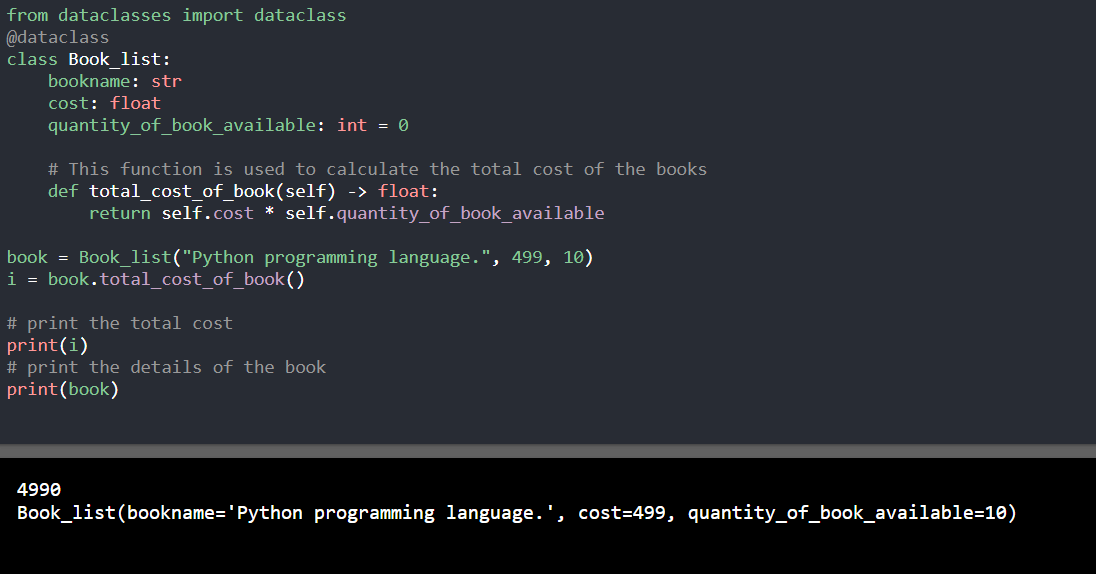 from dataclasses import dataclass
@dataclass
class Book_list:
    bookname: str
    cost: float
    quantity_of_book_available: int = 0
    # This function is used to calculate the total cost of the books
    def total_cost_of_book(self) -> float:
        return self.cost * self.quantity_of_book_available
book = Book_list("Python programming language.", 499, 10)
i = book.total_cost_of_book()
# print the total cost
print(i)
# print the details of the book
print(book)
4990
Book_list(bookname='Python programming language.', cost=499, quantity_of_book_available=10)